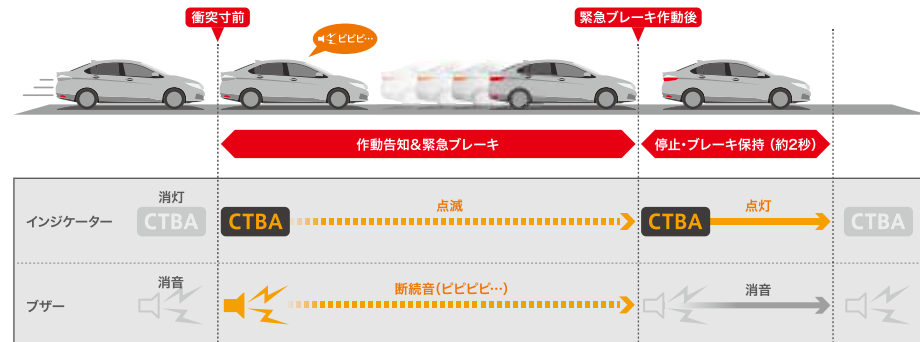 衝突寸前
緊急ブレーキ作動後
ピピピ…
作動告知&緊急ブレーキ
停止・ブレーキ保持(約2秒)
インジケーター
消灯
CTBA
CTBA
点滅
CTBA
点灯
CTBA
ブザー
消音
断続音(ピピピピ…)
消音